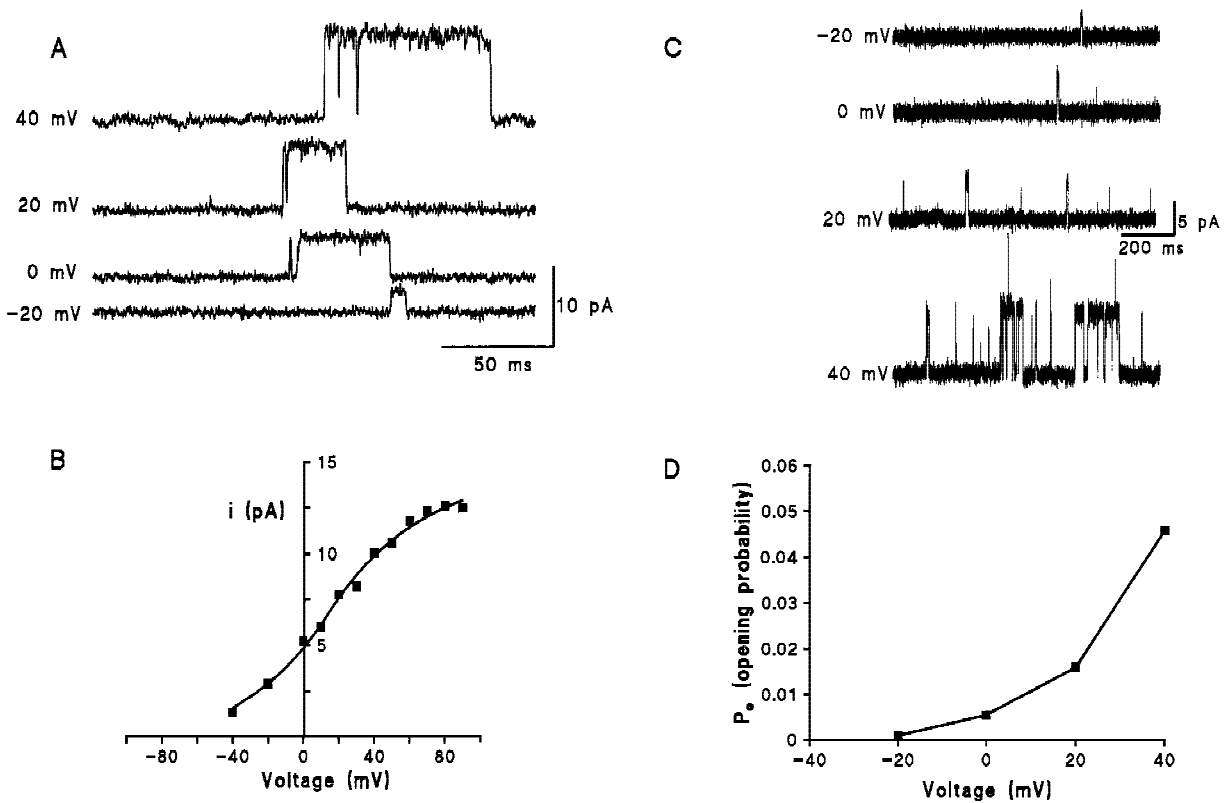 A
40 mV
20 mV
0 mV
-20 mV
10 pA
50 ms
C
-20 mV
0 mV
20 mV
5 pA
200 ms
40 mV
B
i (pA)
15
10
5
-80
-40
0
40
80
Voltage (mV)
D
Po (opening probability)
0.06
0.05
0.04
0.03
0.02
0.01
0
-40
-20
0
20
40
Voltage (mV)